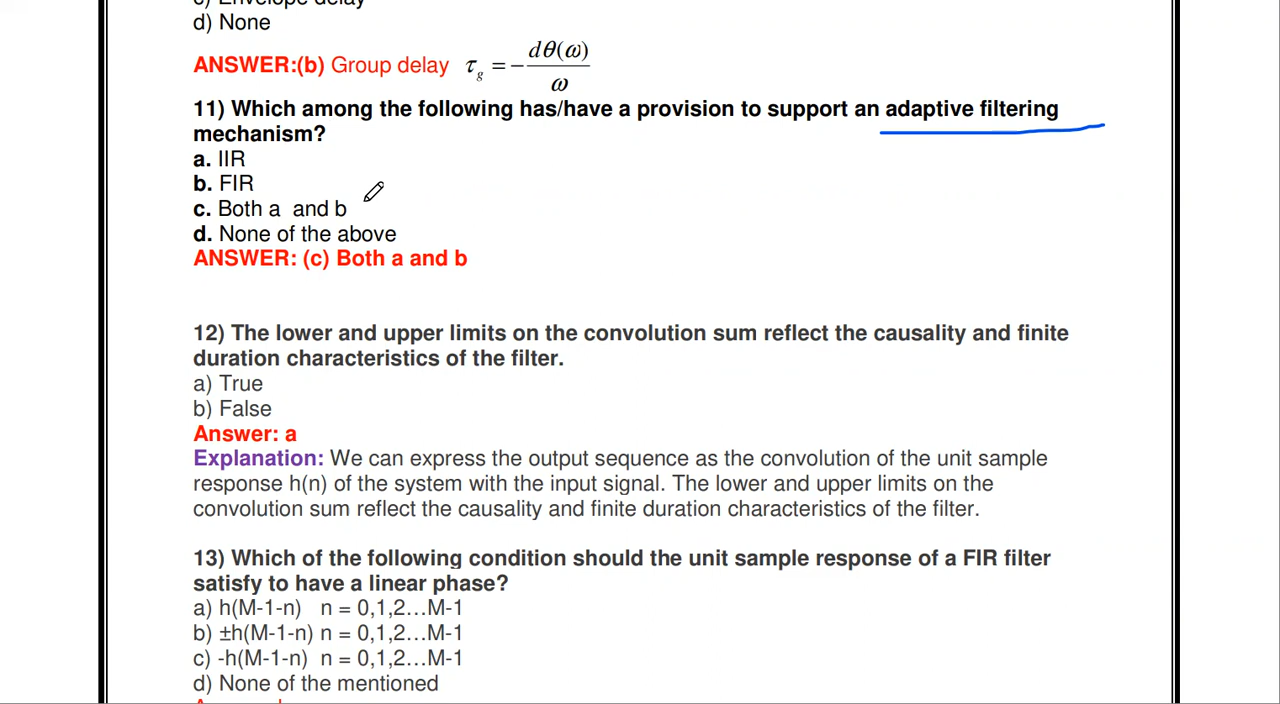 c) Envelope delay
d) None
ANSWER:(b) Group delay τg = −dθ(ω)/ω
11) Which among the following has/have a provision to support an adaptive filtering
mechanism?
a. IIR
b. FIR
c. Both a and b
d. None of the above
ANSWER: (c) Both a and b
12) The lower and upper limits on the convolution sum reflect the causality and finite
duration characteristics of the filter.
a) True
b) False
Answer: a
Explanation: We can express the output sequence as the convolution of the unit sample
response h(n) of the system with the input signal. The lower and upper limits on the
convolution sum reflect the causality and finite duration characteristics of the filter.
13) Which of the following condition should the unit sample response of a FIR filter
satisfy to have a linear phase?
a) h(M-1-n) n = 0,1,2…M-1
b) ±h(M-1-n) n = 0,1,2…M-1
c) -h(M-1-n) n = 0,1,2…M-1
d) None of the mentioned